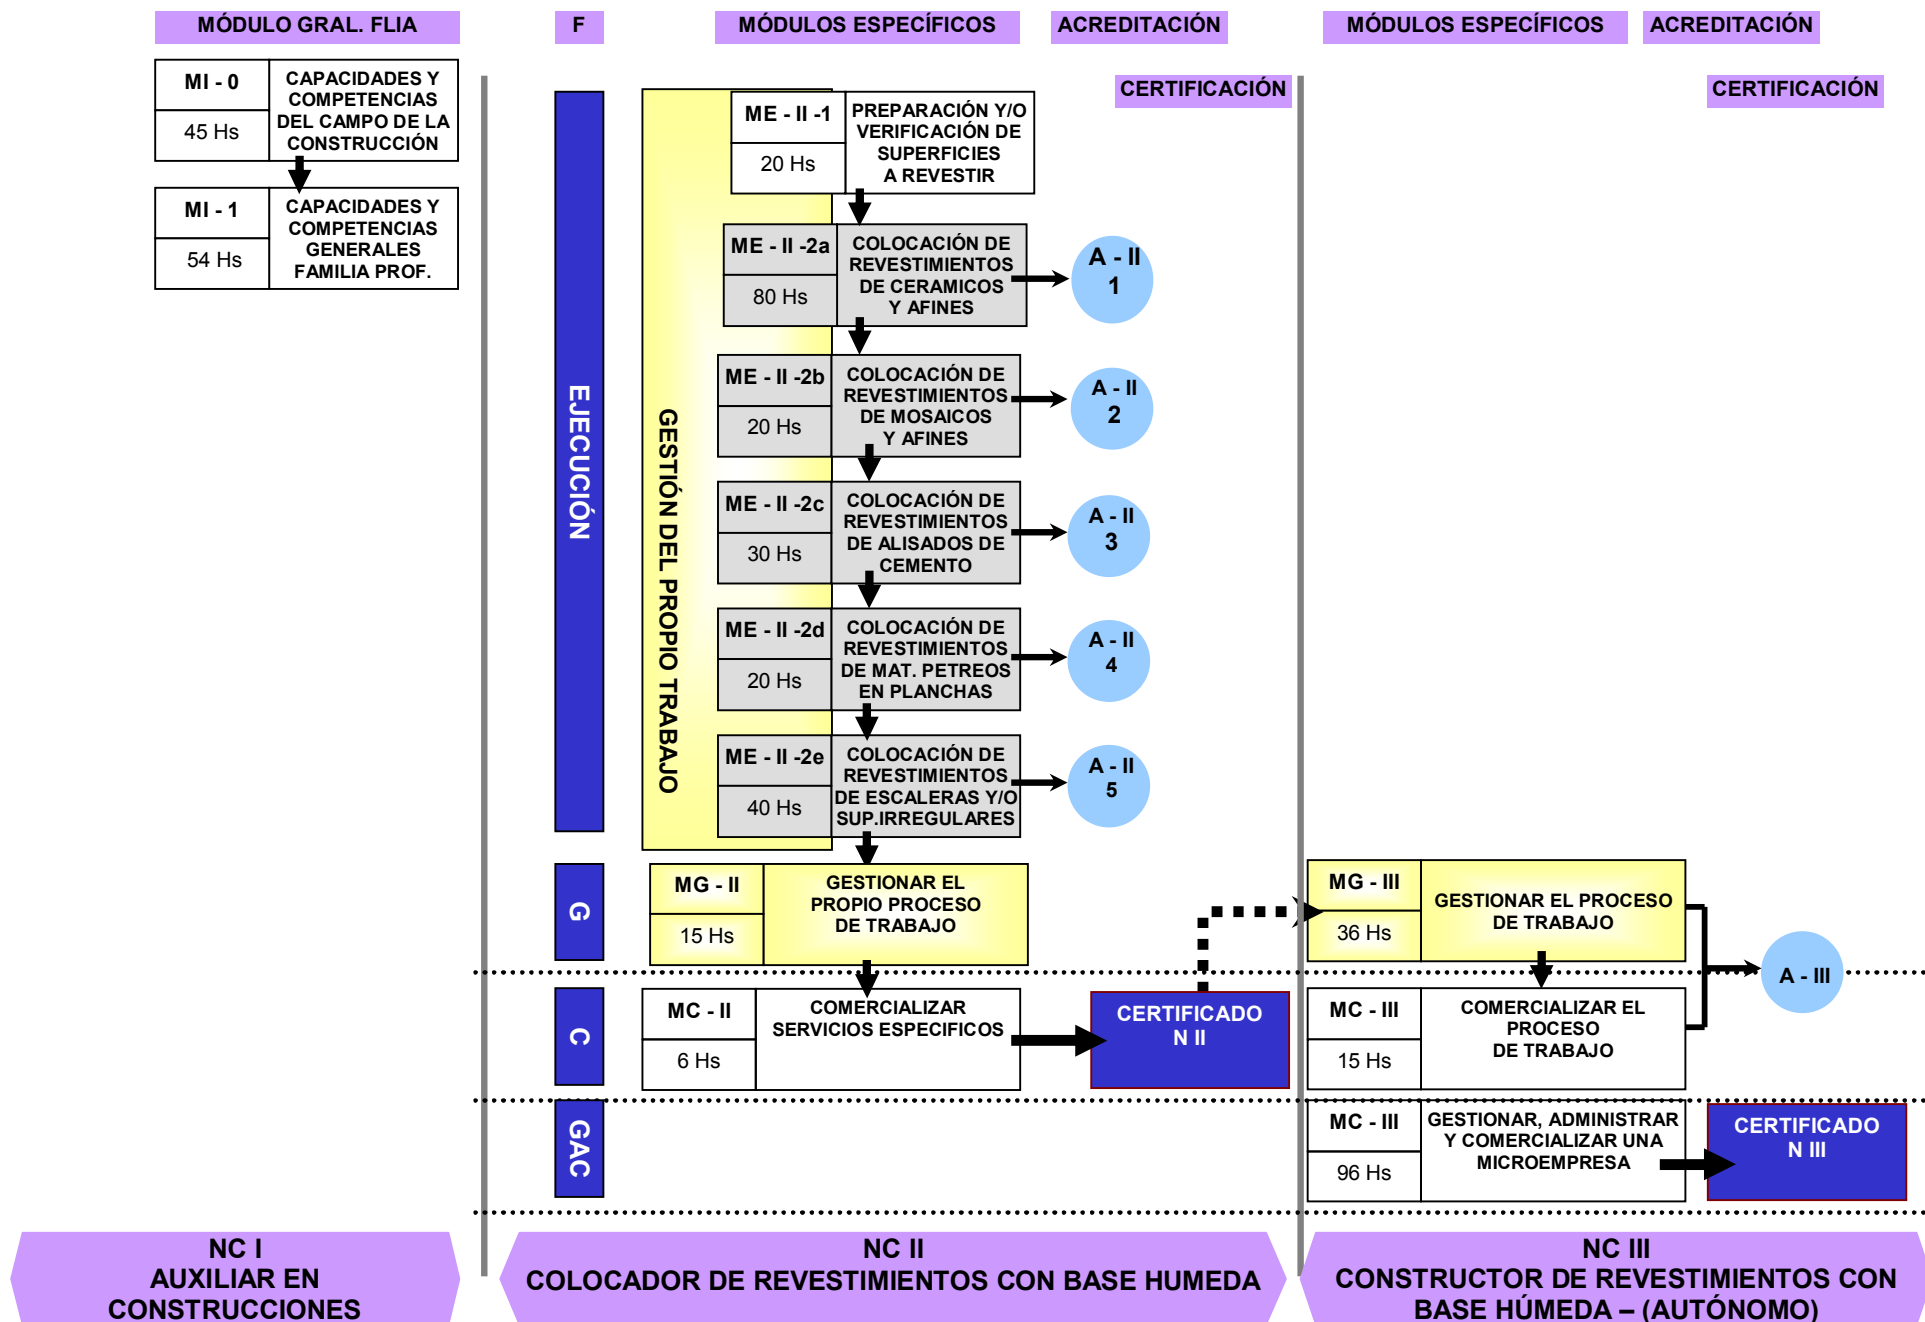 MÓDULO GRAL. FLIA
F
MÓDULOS ESPECÍFICOS
ACREDITACIÓN
MÓDULOS ESPECÍFICOS
ACREDITACIÓN
CERTIFICACIÓN
CERTIFICACIÓN
MI - 0
45 Hs
CAPACIDADES Y
COMPETENCIAS
DEL CAMPO DE LA
CONSTRUCCIÓN
MI - 1
54 Hs
CAPACIDADES Y
COMPETENCIAS
GENERALES
FAMILIA PROF.
EJECUCIÓN
GESTIÓN DEL PROPIO TRABAJO
ME - II -1
20 Hs
PREPARACIÓN Y/O
VERIFICACIÓN DE
SUPERFICIES
A REVESTIR
ME - II -2a
80 Hs
COLOCACIÓN DE
REVESTIMIENTOS
DE CERAMICOS
Y AFINES
A - II
1
ME - II -2b
20 Hs
COLOCACIÓN DE
REVESTIMIENTOS
DE MOSAICOS
Y AFINES
A - II
2
ME - II -2c
30 Hs
COLOCACIÓN DE
REVESTIMIENTOS
DE ALISADOS DE
CEMENTO
A - II
3
ME - II -2d
20 Hs
COLOCACIÓN DE
REVESTIMIENTOS
DE MAT. PETREOS
EN PLANCHAS
A - II
4
ME - II -2e
40 Hs
COLOCACIÓN DE
REVESTIMIENTOS
DE ESCALERAS Y/O
SUP.IRREGULARES
A - II
5
G
MG - II
15 Hs
GESTIONAR EL
PROPIO PROCESO
DE TRABAJO
MG - III
36 Hs
GESTIONAR EL PROCESO
DE TRABAJO
A - III
C
MC - II
6 Hs
COMERCIALIZAR
SERVICIOS ESPECIFICOS
CERTIFICADO
N II
MC - III
15 Hs
COMERCIALIZAR EL
PROCESO
DE TRABAJO
GAC
MC - III
96 Hs
GESTIONAR, ADMINISTRAR
Y COMERCIALIZAR UNA
MICROEMPRESA
CERTIFICADO
N III
NC I
AUXILIAR EN
CONSTRUCCIONES
NC II
COLOCADOR DE REVESTIMIENTOS CON BASE HUMEDA
NC III
CONSTRUCTOR DE REVESTIMIENTOS CON
BASE HÚMEDA – (AUTÓNOMO)